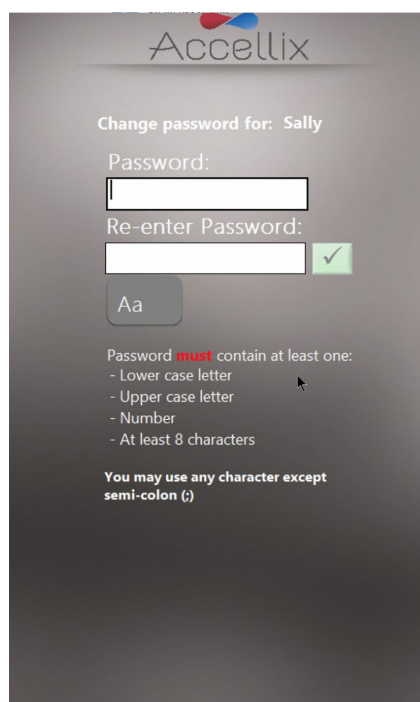 Accellix
Change password for: Sally
Password:
Re-enter Password:
Aa
Password must contain at least one:
- Lower case letter
- Upper case letter
- Number
- At least 8 characters
You may use any character except
semi-colon (;)